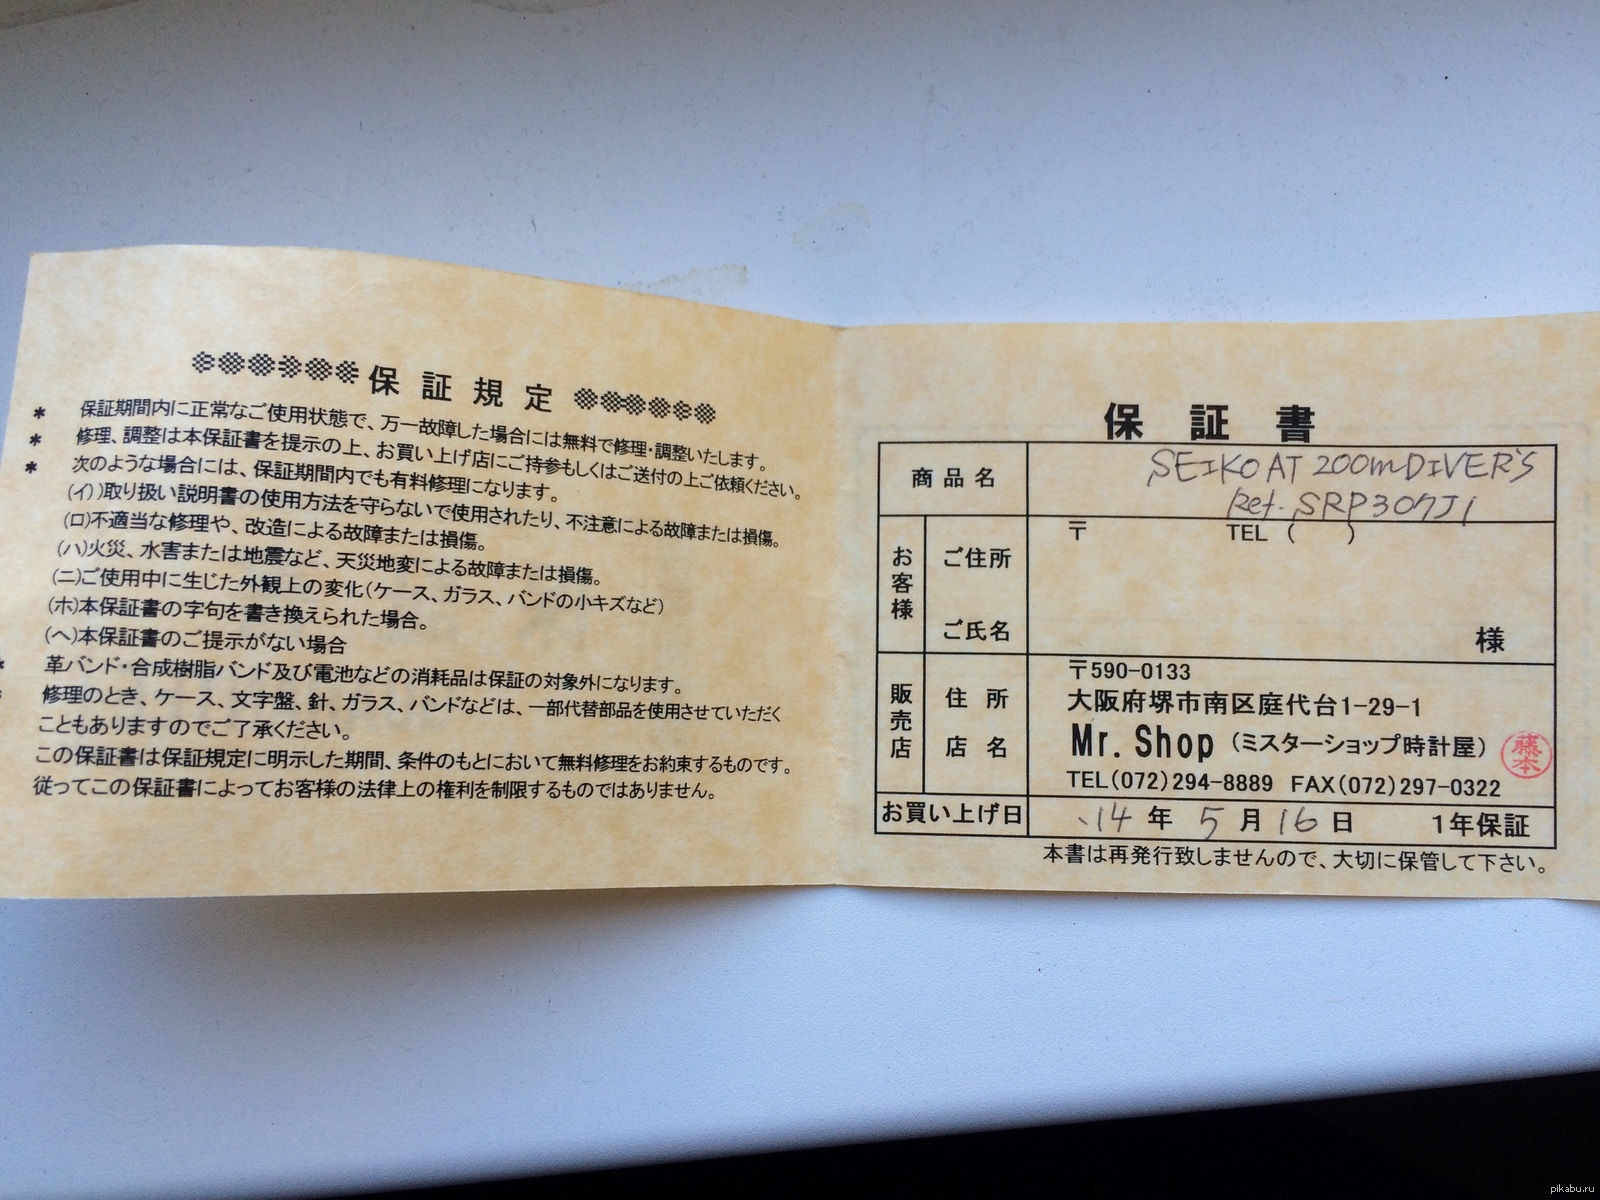 保証規定
* 保証期間内に正常なご使用状態で、万一故障した場合には無料で修理・調整いたします。
* 修理、調整は本保証書を提示の上、お買い上げ店にご持参もしくはご送付の上ご依頼ください。
* 次のような場合には、保証期間内でも有料修理になります。
(イ)取り扱い説明書の使用方法を守らないで使用されたり、不注意による故障または損傷。
(ロ)不適当な修理や、改造による故障または損傷。
(ハ)火災、水害または地震など、天災地変による故障または損傷。
(ニ)ご使用中に生じた外観上の変化(ケース、ガラス、バンドの小キズなど)
(ホ)本保証書の字句を書き換えられた場合。
(ヘ)本保証書のご提示がない場合
* 革バンド・合成樹脂バンド及び電池などの消耗品は保証の対象外になります。
* 修理のとき、ケース、文字盤、針、ガラス、バンドなどは、一部代替部品を使用させていただく
こともありますのでご了承ください。
この保証書は保証規定に明示した期間、条件のもとにおいて無料修理をお約束するものです。
従ってこの保証書によってお客様の法律上の権利を制限するものではありません。
保証書
商品名 SEIKO AT 200m DIVER'S
Ref. SRP307J1
お客様
ご住所 〒 TEL ( )
ご氏名 様
販売店
住所 〒590-0133
大阪府堺市南区庭代台1-29-1
店名 Mr. Shop (ミスターショップ時計屋) 藤本
TEL(072)294-8889 FAX(072)297-0322
お買い上げ日 '14 年 5 月 16 日 1年保証
本書は再発行致しませんので、大切に保管して下さい。
pikabu.ru